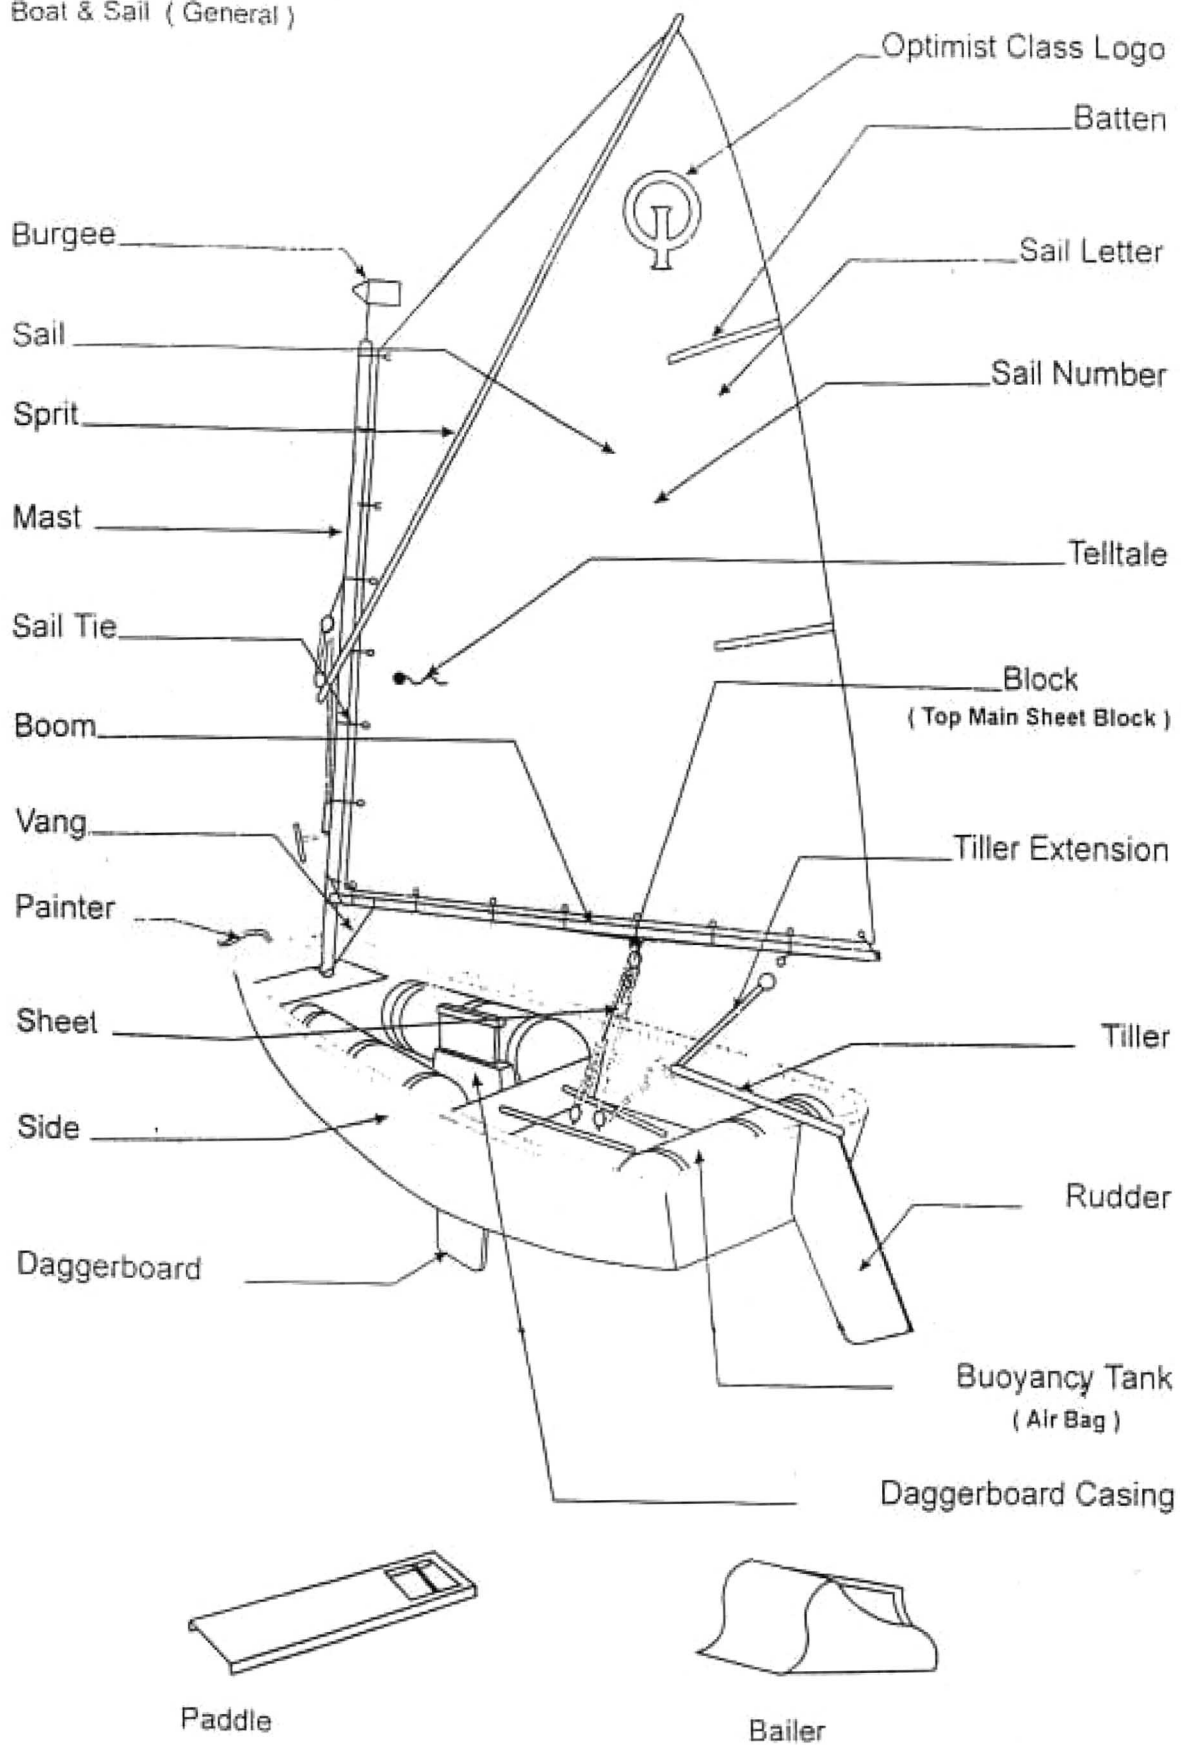 Boat & Sail ( General )
Optimist Class Logo
Batten
Burgee
Sail Letter
Sail
Sail Number
Sprit
Mast
Telltale
Sail Tie
Block
( Top Main Sheet Block )
Boom
Vang
Tiller Extension
Painter
Sheet
Tiller
Side
Rudder
Daggerboard
Buoyancy Tank
( Air Bag )
Daggerboard Casing
Paddle
Bailer